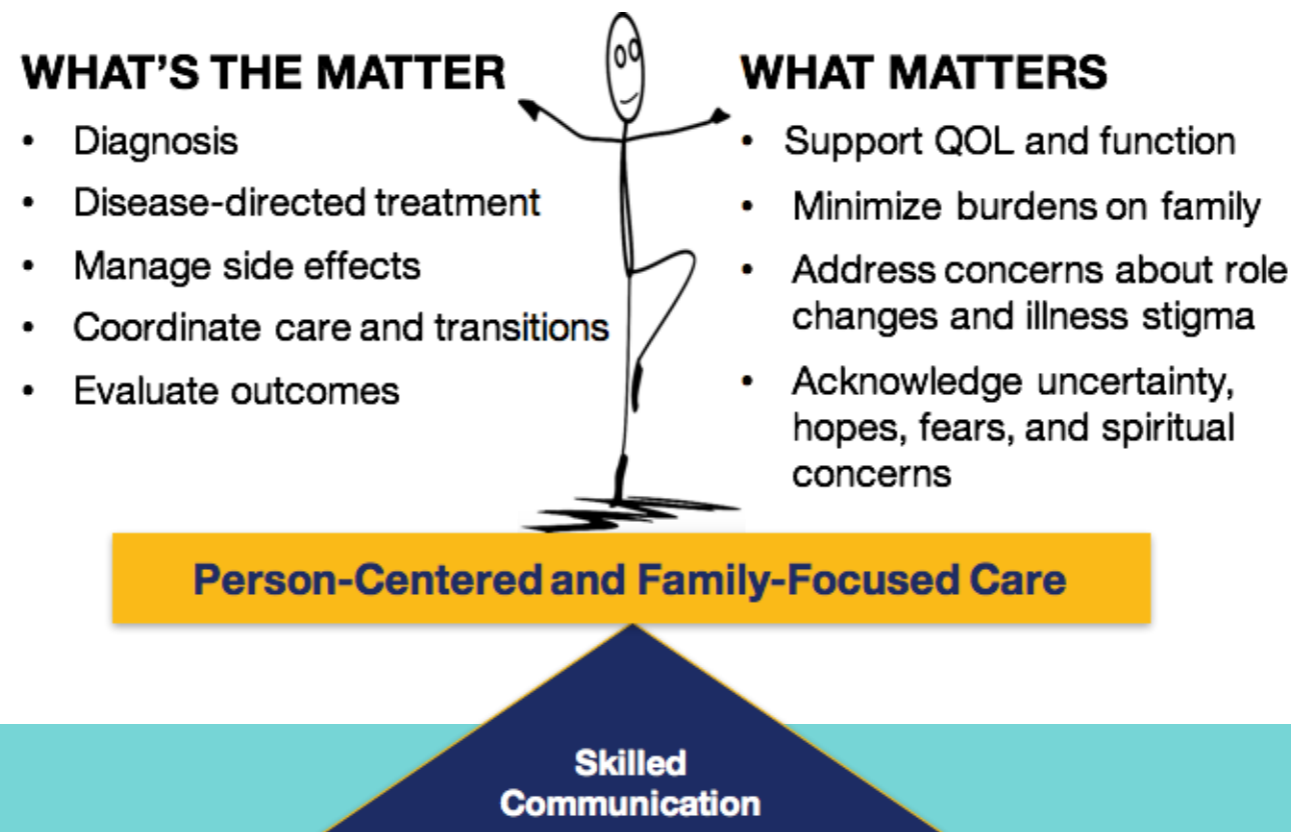 WHAT'S THE MATTER
• Diagnosis
• Disease-directed treatment
• Manage side effects
• Coordinate care and transitions
• Evaluate outcomes
WHAT MATTERS
• Support QOL and function
• Minimize burdens on family
• Address concerns about role
changes and illness stigma
• Acknowledge uncertainty,
hopes, fears, and spiritual
concerns
Person-Centered and Family-Focused Care
Skilled
Communication